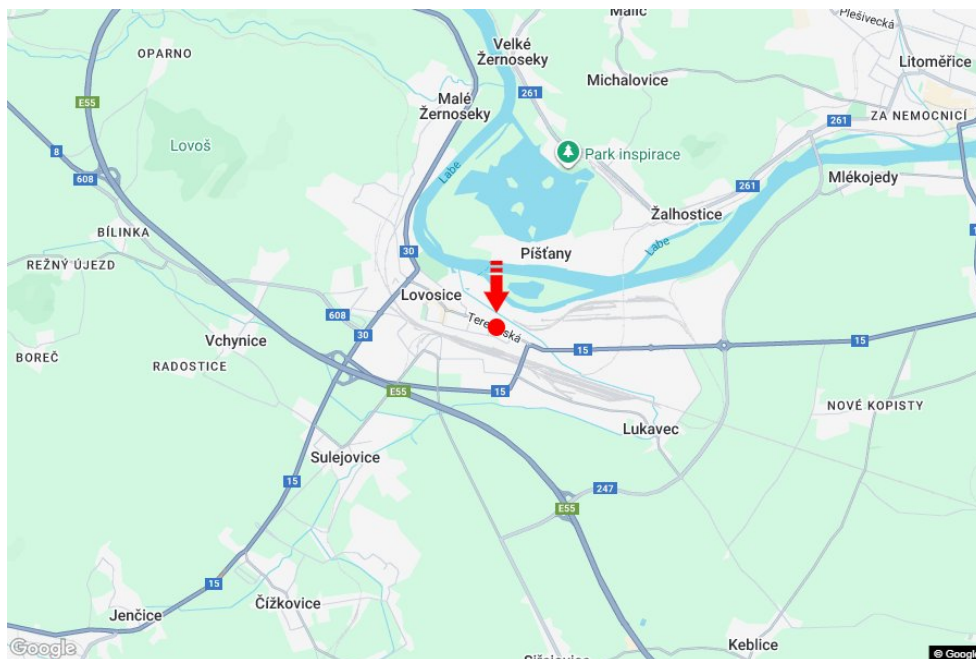 Malíč
Plešivecká
OPARNO
Velké
Žernoseky
Litoměřice
Michalovice
E55
261
Malé
Žernoseky
261
ZA NEMOCNICÍ
Lovoš
8
608
Park inspirace
Labe
261
Mlékojedy
Žalhostice
BÍLINKA
30
Píšťany
Labe
REŽNÝ ÚJEZD
Lovosice
608
Vchynice
30
15
15
BOREČ
RADOSTICE
E55
15
NOVÉ KOPISTY
Lukavec
Sulejovice
15
247
E55
15
Čížkovice
Jenčice
Keblice
Google
© Google